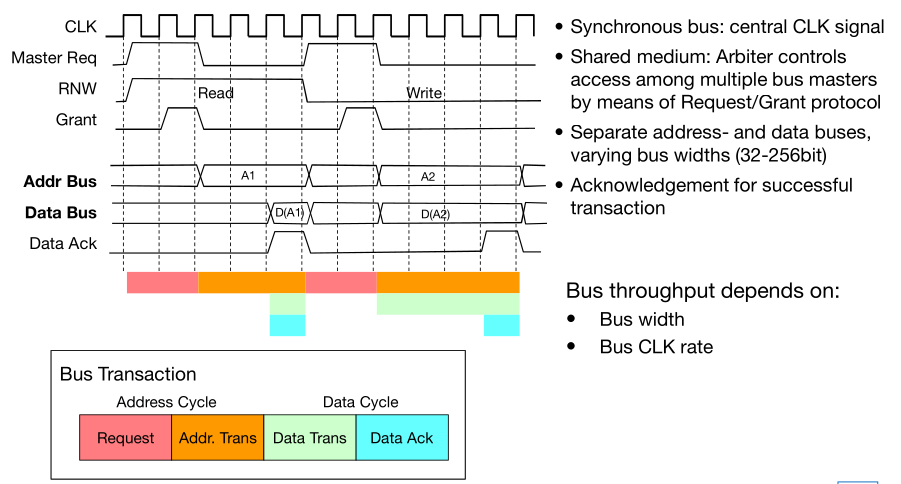 CLK
Master Req
RNW
Read
Write
Grant
Addr Bus
A1
A2
Data Bus
D(A1)
D(A2)
Data Ack
• Synchronous bus: central CLK signal
• Shared medium: Arbiter controls
access among multiple bus masters
by means of Request/Grant protocol
• Separate address- and data buses,
varying bus widths (32-256bit)
• Acknowledgement for successful
transaction
Bus throughput depends on:
• Bus width
• Bus CLK rate
Bus Transaction
Address Cycle
Data Cycle
Request
Addr. Trans
Data Trans
Data Ack